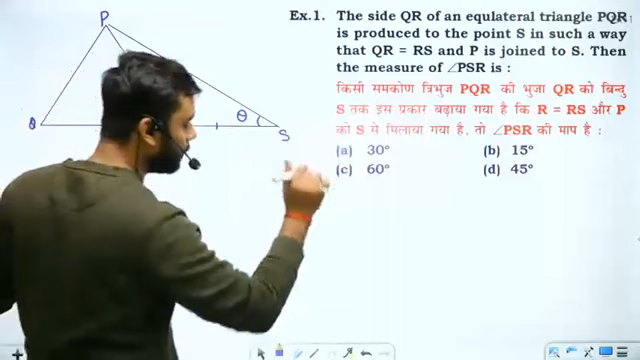 P
Q
θ
S
Ex.1. The side QR of an equlateral triangle PQR
is produced to the point S in such a way
that QR = RS and P is joined to S. Then
the measure of ∠PSR is :
किसी समकोण त्रिभुज PQR की भुजा QR को बिन्दु
S तक इस प्रकार बढ़ाया गया है कि R = RS और P
को S से मिलाया गया है, तो ∠PSR की माप है :
(a) 30° (b) 15°
(c) 60° (d) 45°